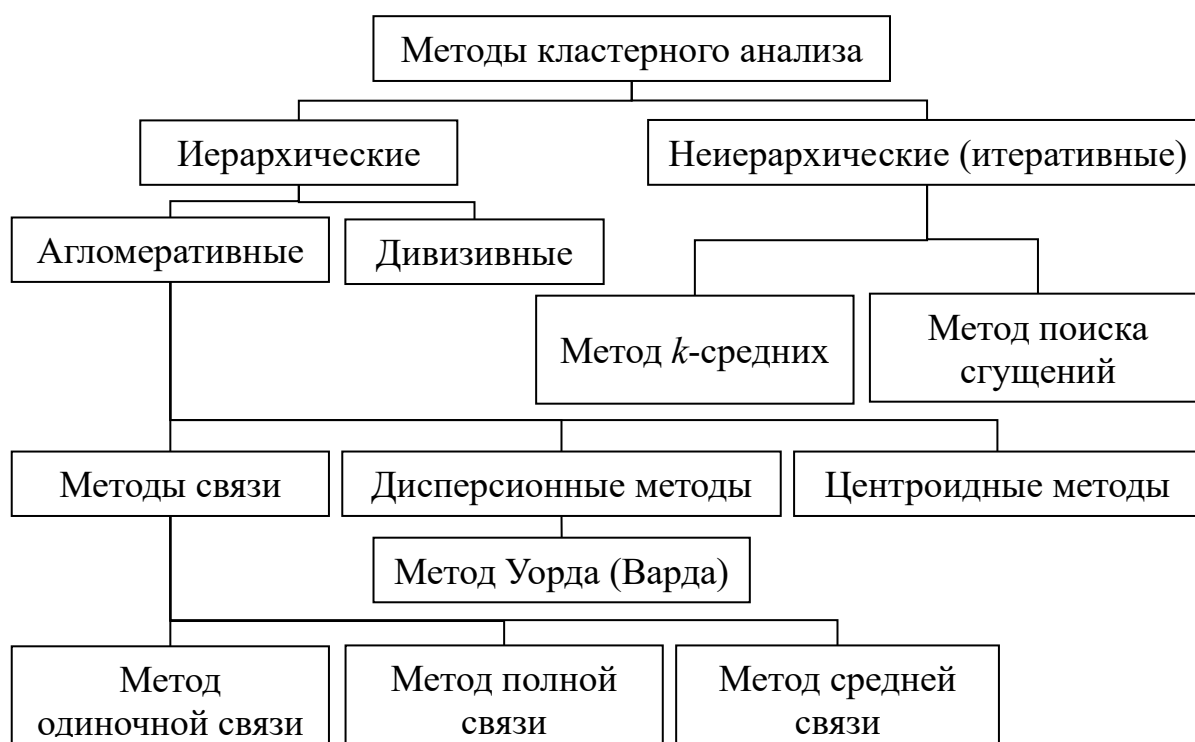 Методы кластерного анализа
Иерархические
Неиерархические (итеративные)
Агломеративные
Дивизивные
Метод k-средних
Метод поиска
сгущений
Методы связи
Дисперсионные методы
Центроидные методы
Метод Уорда (Варда)
Метод
одиночной связи
Метод полной
связи
Метод средней
связи